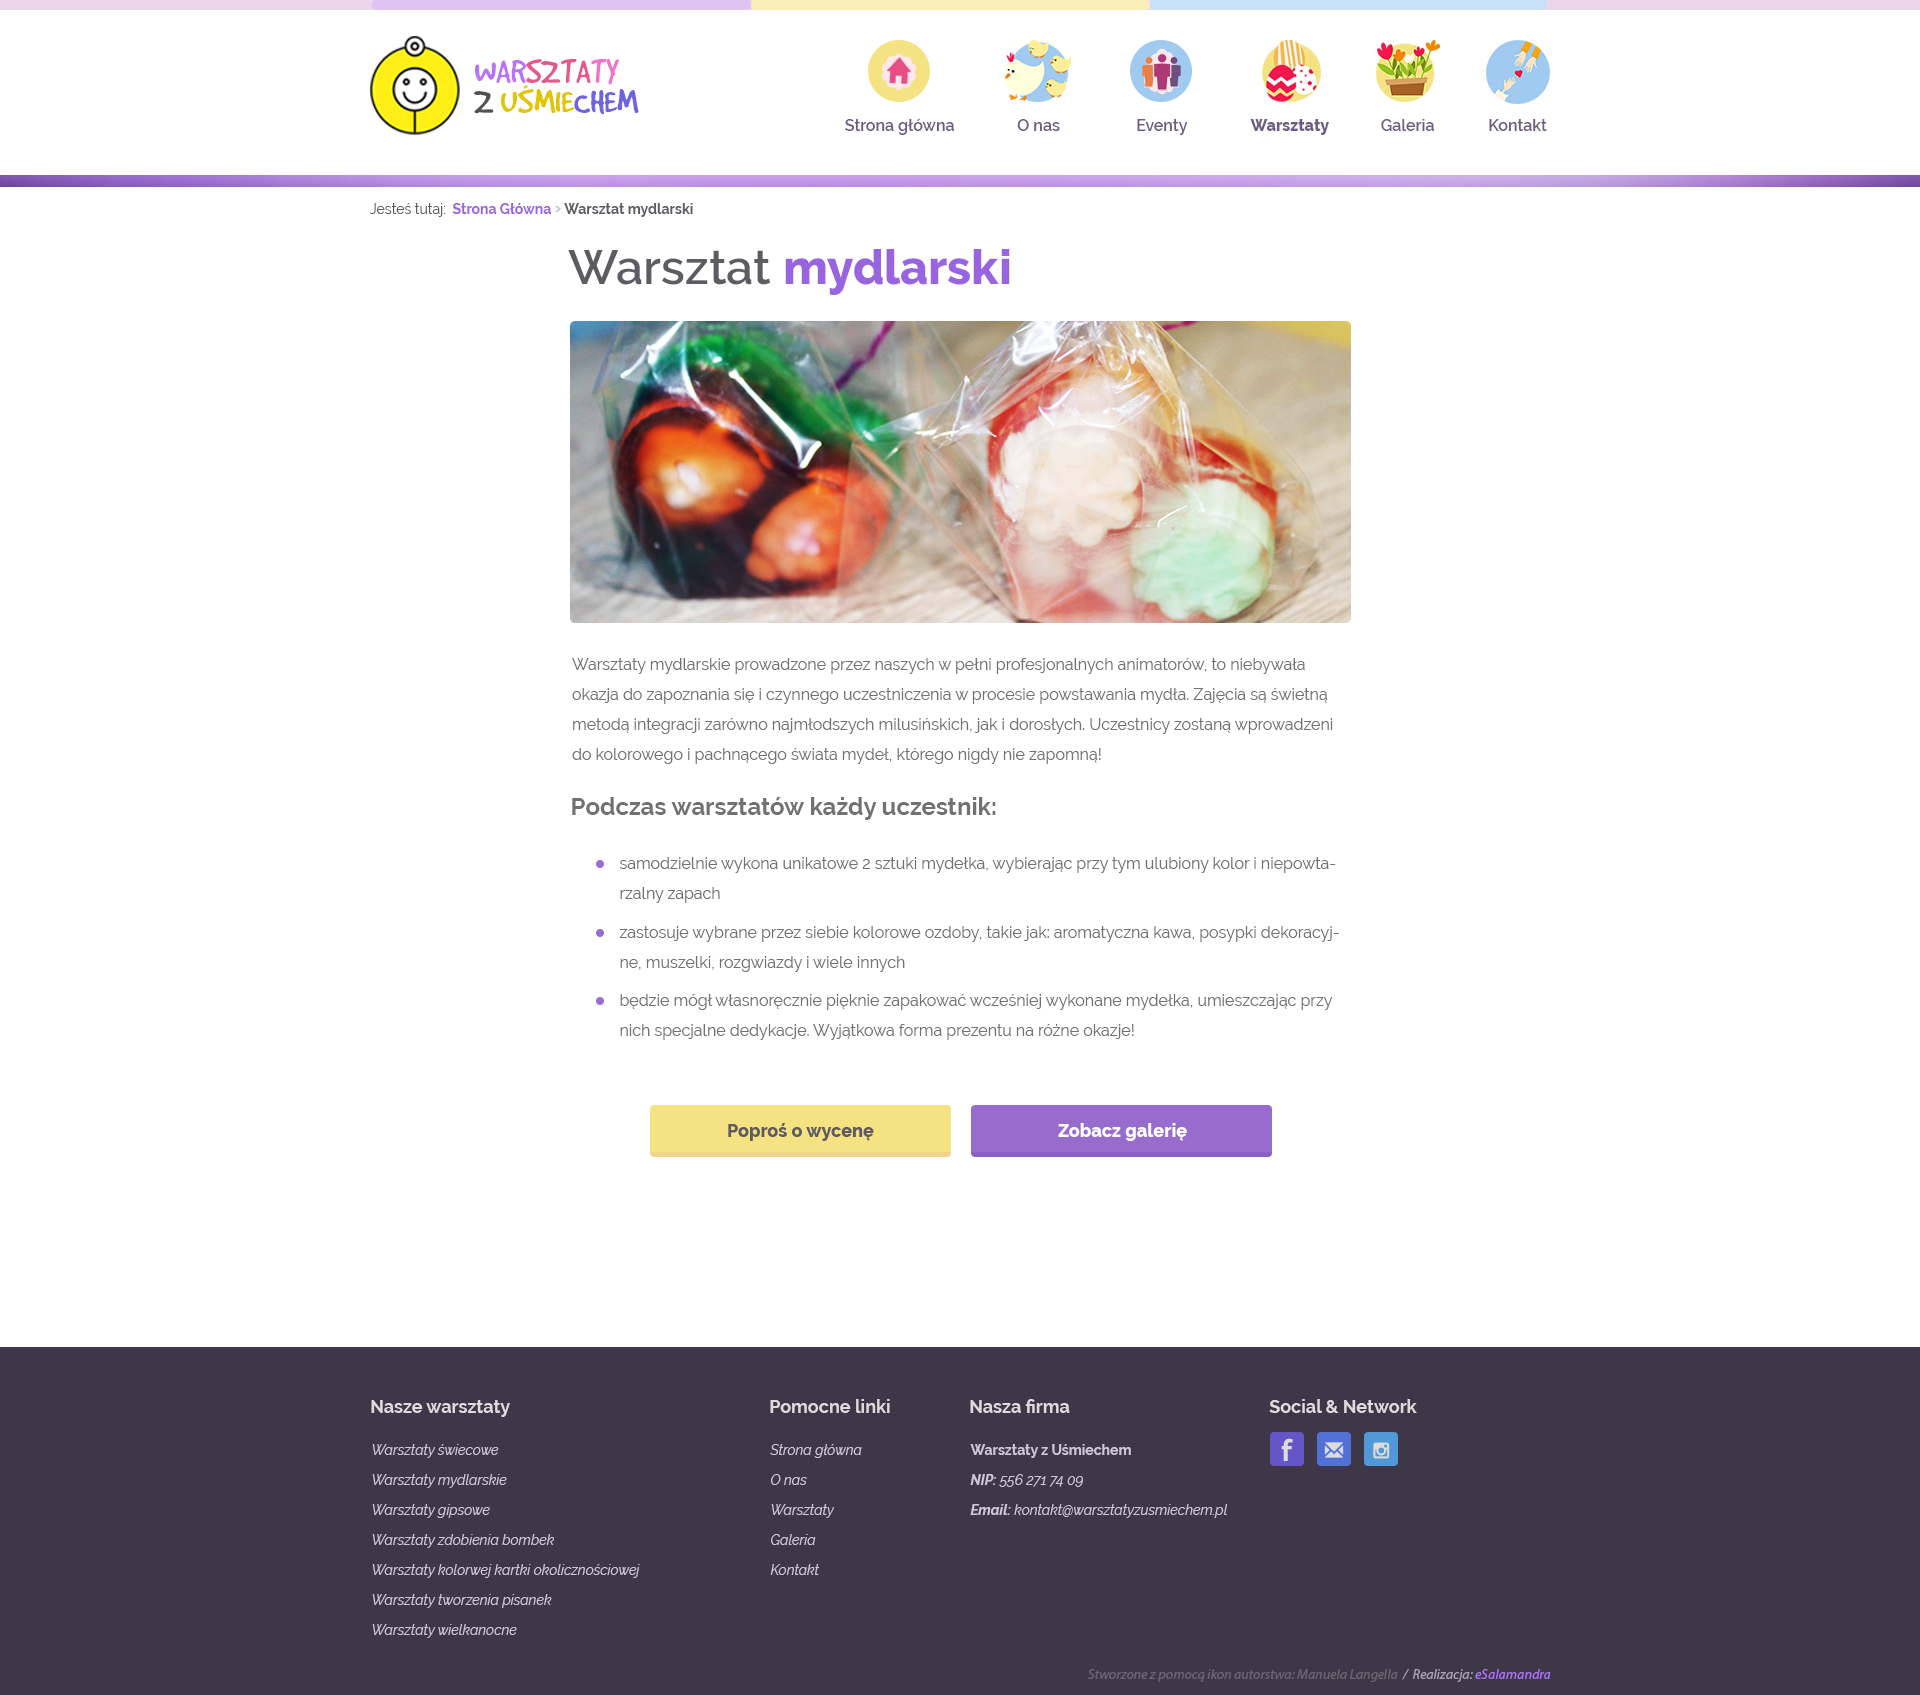 WARSZTATY
Z UŚMIECHEM
Strona główna
O nas
Eventy
Warsztaty
Galeria
Kontakt
Jesteś tutaj: Strona Główna › Warsztat mydlarski
Warsztat mydlarski
Warsztaty mydlarskie prowadzone przez naszych w pełni profesjonalnych animatorów, to niebywała
okazja do zapoznania się i czynnego uczestniczenia w procesie powstawania mydła. Zajęcia są świetną
metodą integracji zarówno najmłodszych milusińskich, jak i dorosłych. Uczestnicy zostaną wprowadzeni
do kolorowego i pachnącego świata mydeł, którego nigdy nie zapomną!
Podczas warsztatów każdy uczestnik:
samodzielnie wykona unikatowe 2 sztuki mydełka, wybierając przy tym ulubiony kolor i niepowta-
rzalny zapach
zastosuje wybrane przez siebie kolorowe ozdoby, takie jak: aromatyczna kawa, posypki dekoracyj-
ne, muszelki, rozgwiazdy i wiele innych
będzie mógł własnoręcznie pięknie zapakować wcześniej wykonane mydełka, umieszczając przy
nich specjalne dedykacje. Wyjątkowa forma prezentu na różne okazje!
Poproś o wycenę
Zobacz galerię
Nasze warsztaty
Warsztaty świecowe
Warsztaty mydlarskie
Warsztaty gipsowe
Warsztaty zdobienia bombek
Warsztaty kolorwej kartki okolicznościowej
Warsztaty tworzenia pisanek
Warsztaty wielkanocne
Pomocne linki
Strona główna
O nas
Warsztaty
Galeria
Kontakt
Nasza firma
Warsztaty z Uśmiechem
NIP: 556 271 74 09
Email: kontakt@warsztatyzusmiechem.pl
Social & Network
Stworzone z pomocą ikon autorstwa: Manuela Langella / Realizacja: eSalamandra